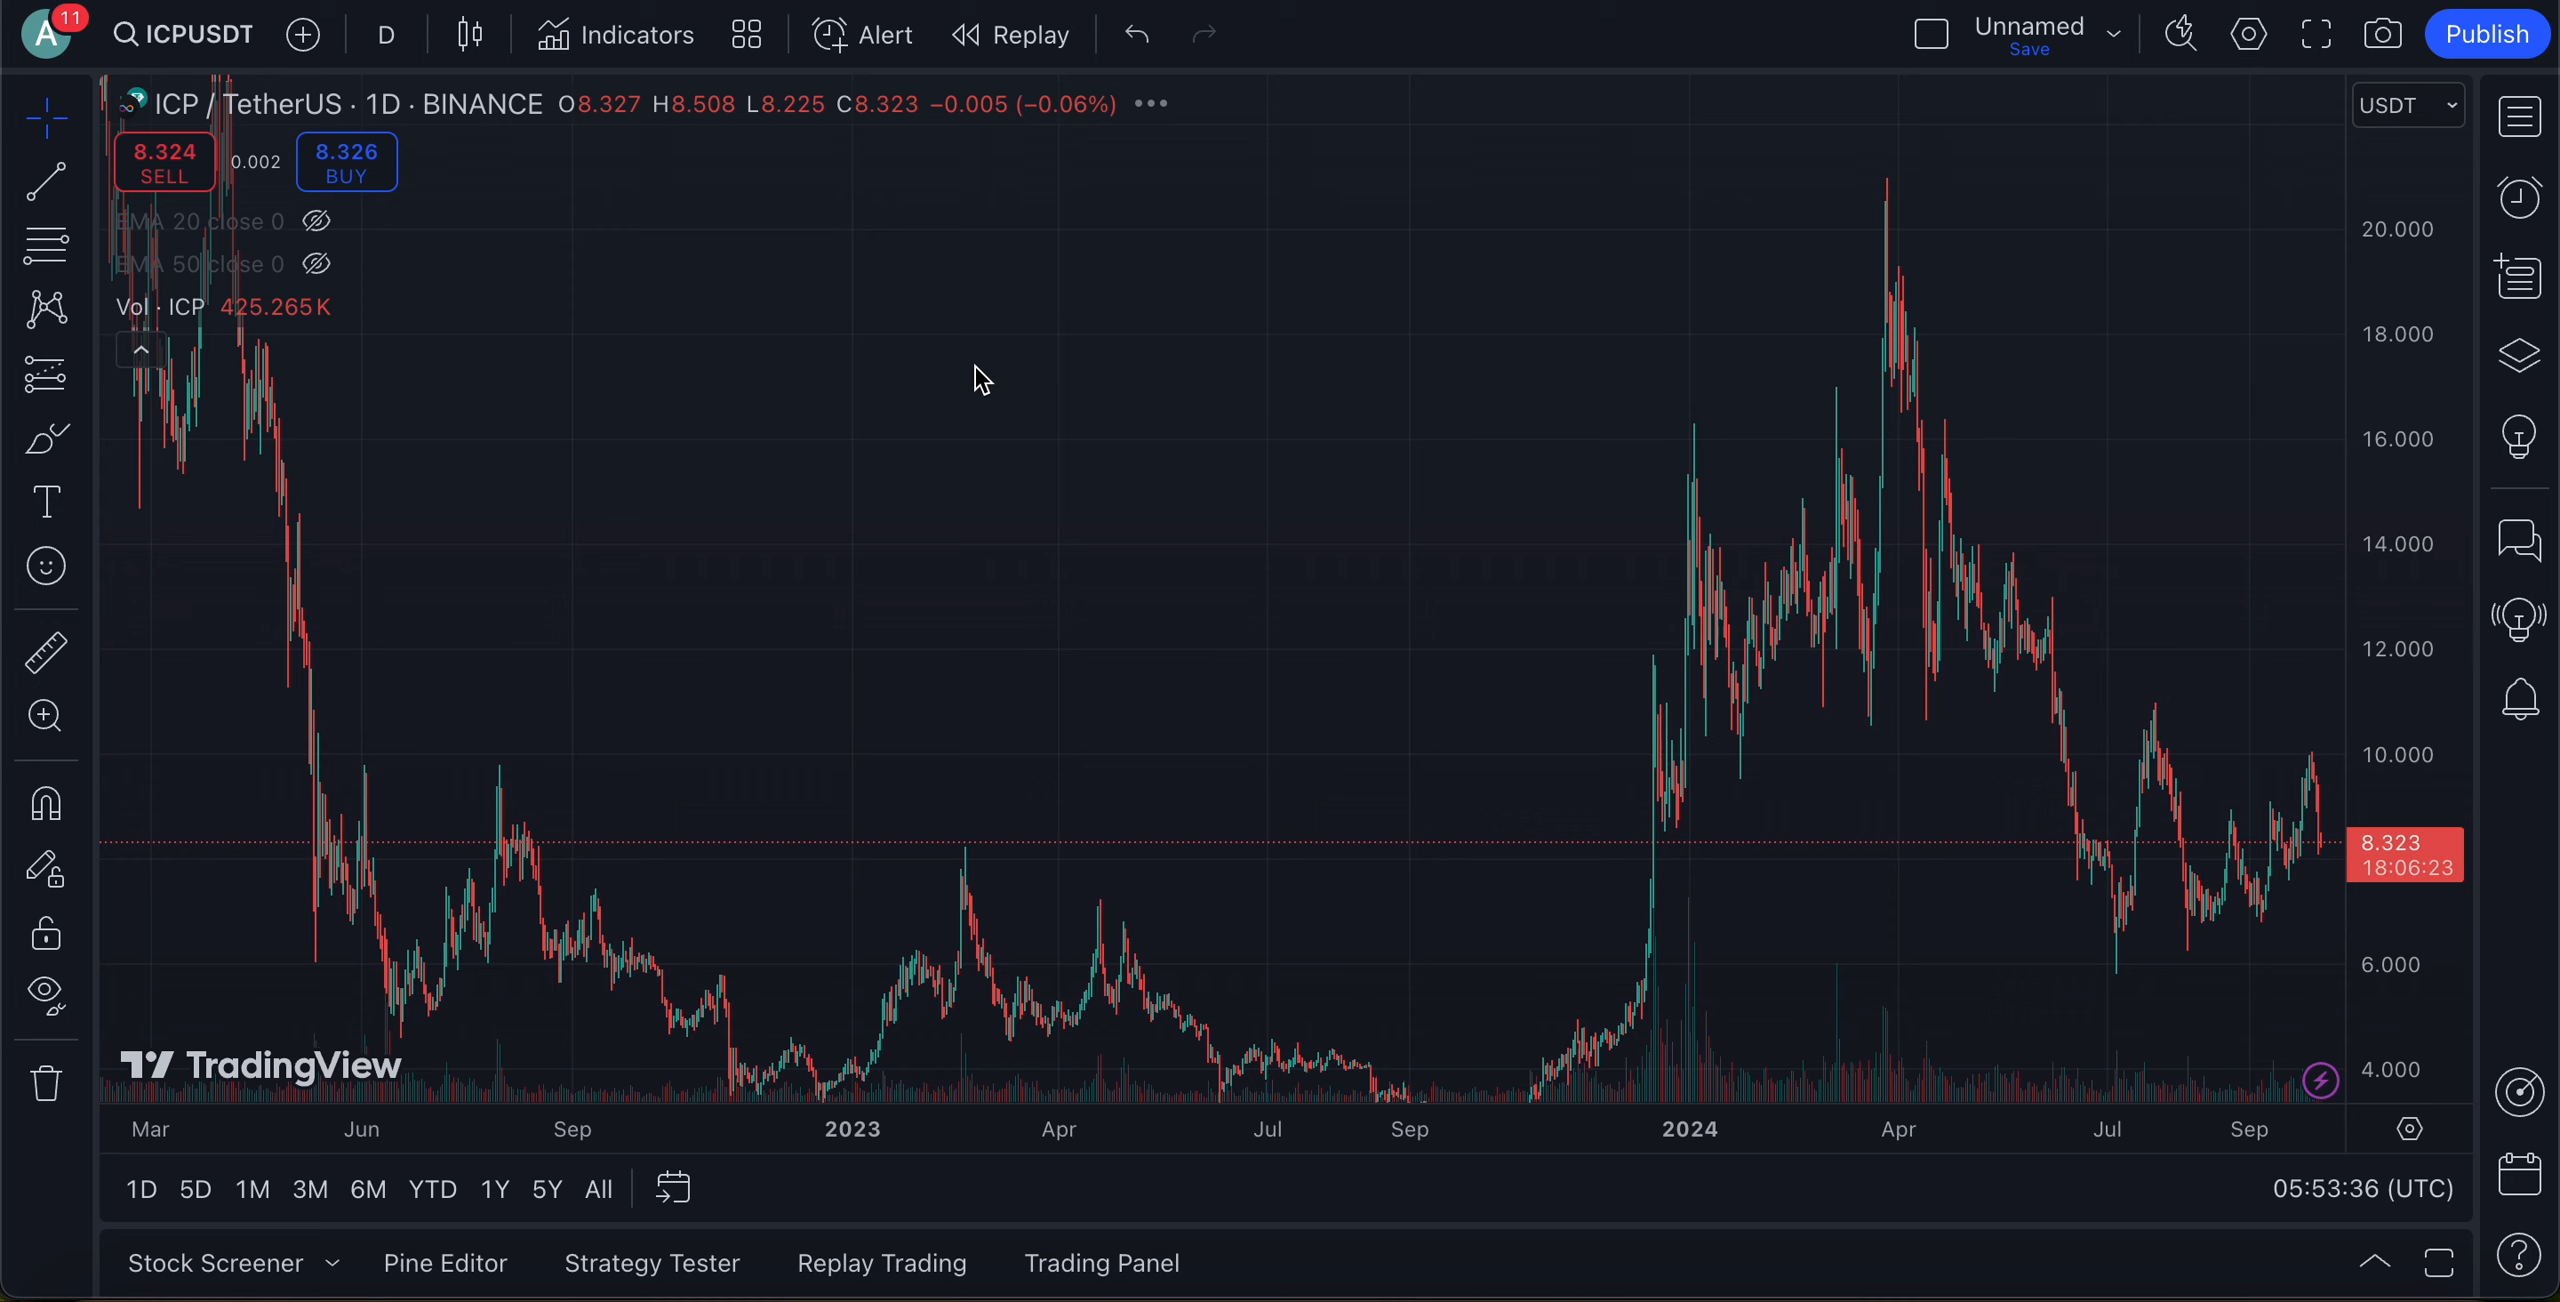 A 11 ICPUSDT D Indicators Alert Replay Unnamed Publish
Save
ICP / TetherUS · 1D · BINANCE O8.327 H8.508 L8.225 C8.323 −0.005 (−0.06%)
USDT
8.324 0.002 8.326
SELL BUY
EMA 20 close 0
EMA 50 close 0
Vol · ICP 425.265 K
20.000
18.000
16.000
14.000
12.000
10.000
8.323
18:06:23
6.000
4.000
TradingView
Mar Jun Sep 2023 Apr Jul Sep 2024 Apr Jul Sep
1D 5D 1M 3M 6M YTD 1Y 5Y All 05:53:36 (UTC)
Stock Screener Pine Editor Strategy Tester Replay Trading Trading Panel